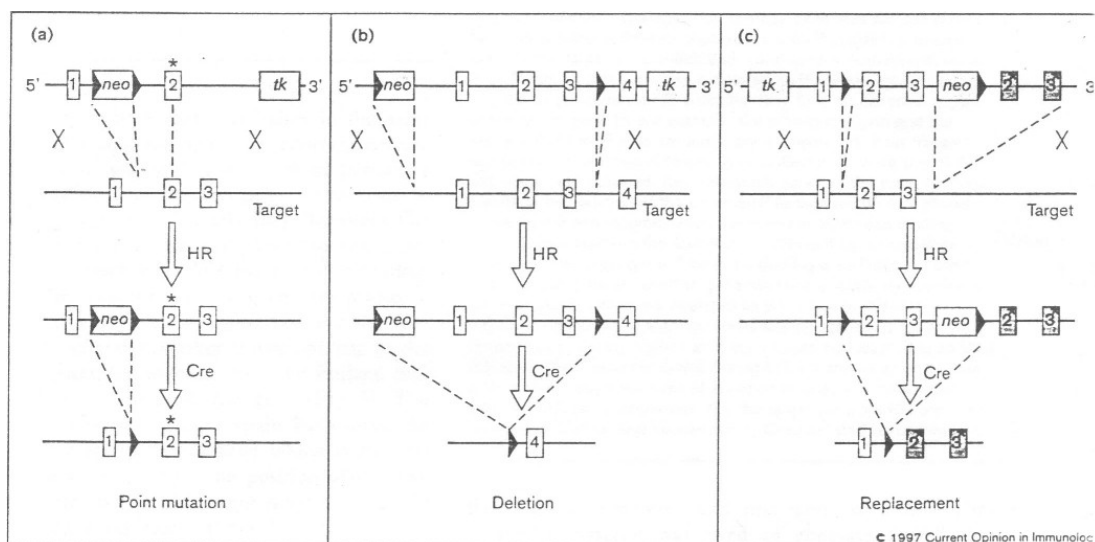 (a)
*
5' 1 neo 2 tk 3'
X X
1 2 3
Target
HR
*
1 neo 2 3
Cre
*
1 2 3
Point mutation
(b)
5' neo 1 2 3 4 tk 3'
X X
1 2 3 4
Target
HR
neo 1 2 3 4
Cre
4
Deletion
(c)
tk 1 2 3 neo 2 3 3
X X
1 2 3
Target
HR
1 2 3 neo 2 3
Cre
1 2 3
Replacement
© 1997 Current Opinion in Immunoloc